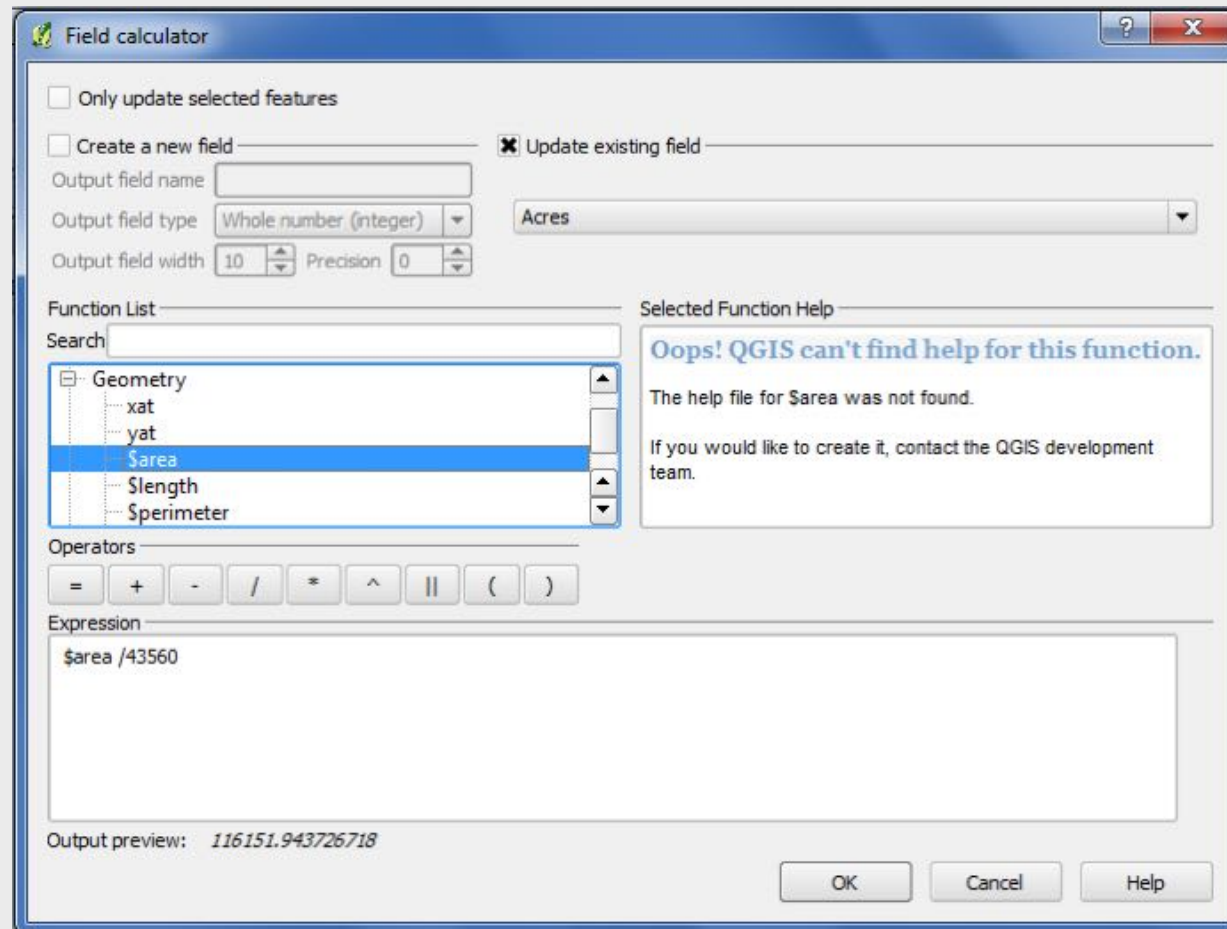 Field calculator
Only update selected features
Create a new field
Update existing field
Output field name
Output field type Whole number (integer)
Acres
Output field width 10 Precision 0
Function List
Selected Function Help
Search
Geometry
xat
yat
$area
$length
$perimeter
Oops! QGIS can't find help for this function.
The help file for $area was not found.
If you would like to create it, contact the QGIS development
team.
Operators
= + - / * ^ || ( )
Expression
$area /43560
Output preview: 116151.943726718
OK Cancel Help